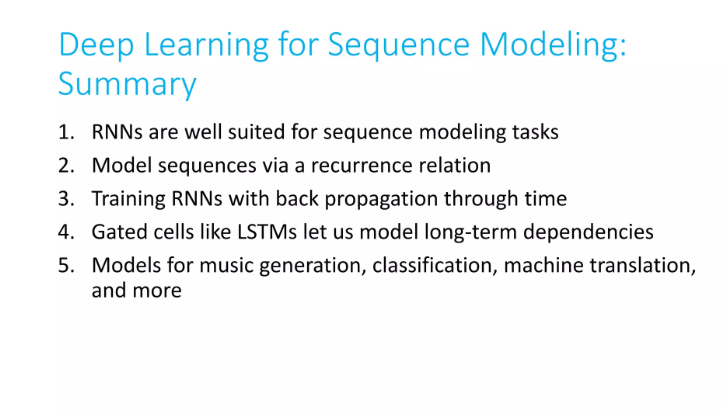 Deep Learning for Sequence Modeling:
Summary
1. RNNs are well suited for sequence modeling tasks
2. Model sequences via a recurrence relation
3. Training RNNs with back propagation through time
4. Gated cells like LSTMs let us model long-term dependencies
5. Models for music generation, classification, machine translation,
and more